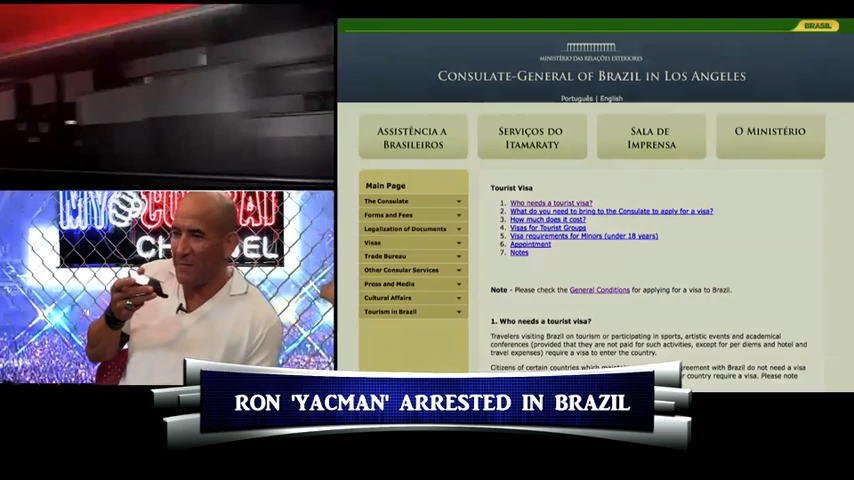 BRASIL
MINISTÉRIO DAS RELAÇÕES EXTERIORES
CONSULATE-GENERAL OF BRAZIL IN LOS ANGELES
Português | English
ASSISTÊNCIA A
BRASILEIROS
SERVIÇOS DO
ITAMARATY
SALA DE
IMPRENSA
O MINISTÉRIO
Main Page
The Consulate
Forms and Fees
Legalization of Documents
Visas
Trade Bureau
Other Consular Services
Press and Media
Cultural Affairs
Tourism in Brazil
Tourist Visa
1. Who needs a tourist visa?
2. What do you need to bring to the Consulate to apply for a visa?
3. How much does it cost?
4. Visas for Tourist Groups
5. Visa requirements for Minors (under 18 years)
6. Appointment
7. Notes
Note - Please check the General Conditions for applying for a visa to Brazil.
1. Who needs a tourist visa?
Travelers visiting Brazil on tourism or participating in sports, artistic events and academical
conferences (provided that they are not paid for such activities, except for per diems and hotel and
travel expenses) require a visa to enter the country.
Citizens of certain countries which agreement with Brazil do not need a visa
country require a visa. Please note
MY COMBAT
CHANNEL
RON 'YACMAN' ARRESTED IN BRAZIL